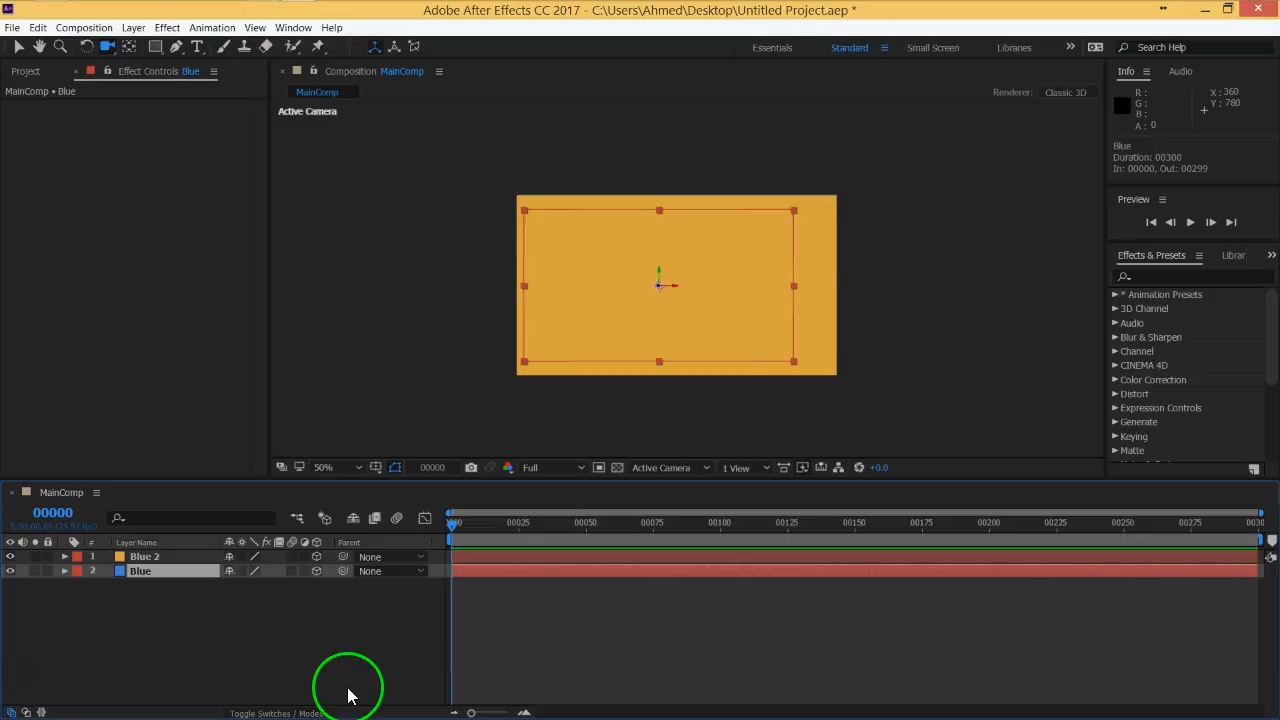 Adobe After Effects CC 2017 - C:\Users\Ahmed\Desktop\Untitled Project.aep *
File Edit Composition Layer Effect Animation View Window Help
Essentials Standard Small Screen Libraries Search Help
Project Effect Controls Blue Composition MainComp Info Audio
MainComp • Blue
MainComp Renderer: Classic 3D
Active Camera
R: X: 360
G: Y: 780
B:
A: 0
Blue
Duration: 00300
In: 00000, Out: 00299
Preview
Effects & Presets Librar
* Animation Presets
3D Channel
Audio
Blur & Sharpen
Channel
CINEMA 4D
Color Correction
Distort
Expression Controls
Generate
Keying
Matte
50% 00000 Full Active Camera 1 View +0.0
MainComp
00000
0:00:00:00 (29.97 fps)
00025 00050 00075 00100 00125 00150 00175 00200 00225 00250 00275
# Layer Name Parent
1 Blue 2 None
2 Blue None
Toggle Switches / Modes